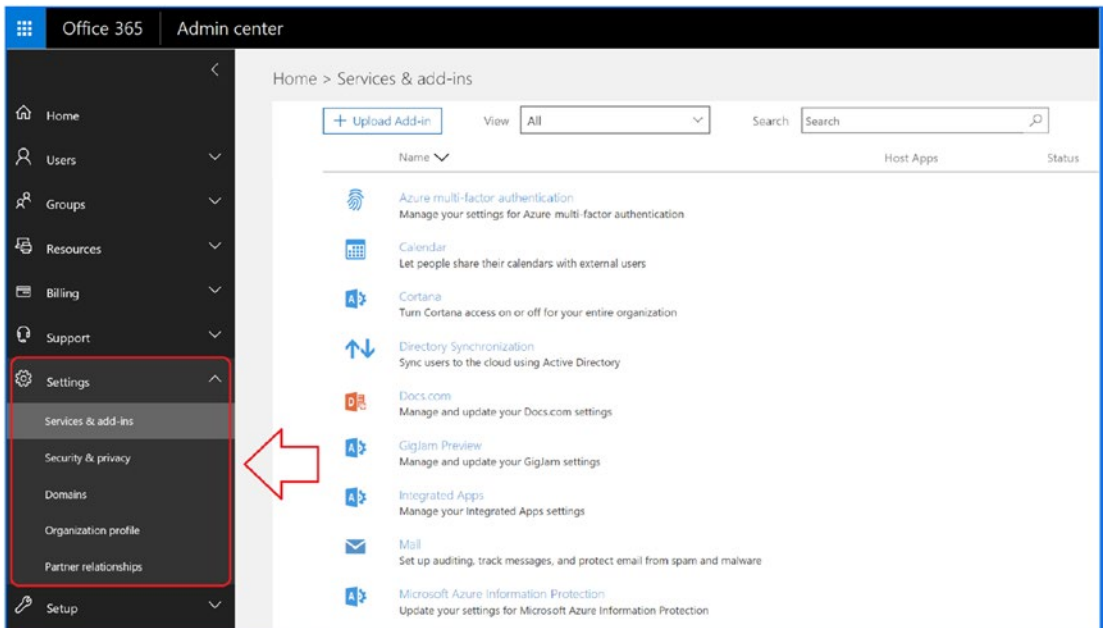 Office 365 Admin center
Home
Users
Groups
Resources
Billing
Support
Settings
Services & add-ins
Security & privacy
Domains
Organization profile
Partner relationships
Setup
Home > Services & add-ins
+ Upload Add-in View All Search Search
Name Host Apps Status
Azure multi-factor authentication
Manage your settings for Azure multi-factor authentication
Calendar
Let people share their calendars with external users
Cortana
Turn Cortana access on or off for your entire organization
Directory Synchronization
Sync users to the cloud using Active Directory
Docs.com
Manage and update your Docs.com settings
GigJam Preview
Manage and update your GigJam settings
Integrated Apps
Manage your Integrated Apps settings
Mail
Set up auditing, track messages, and protect email from spam and malware
Microsoft Azure Information Protection
Update your settings for Microsoft Azure Information Protection